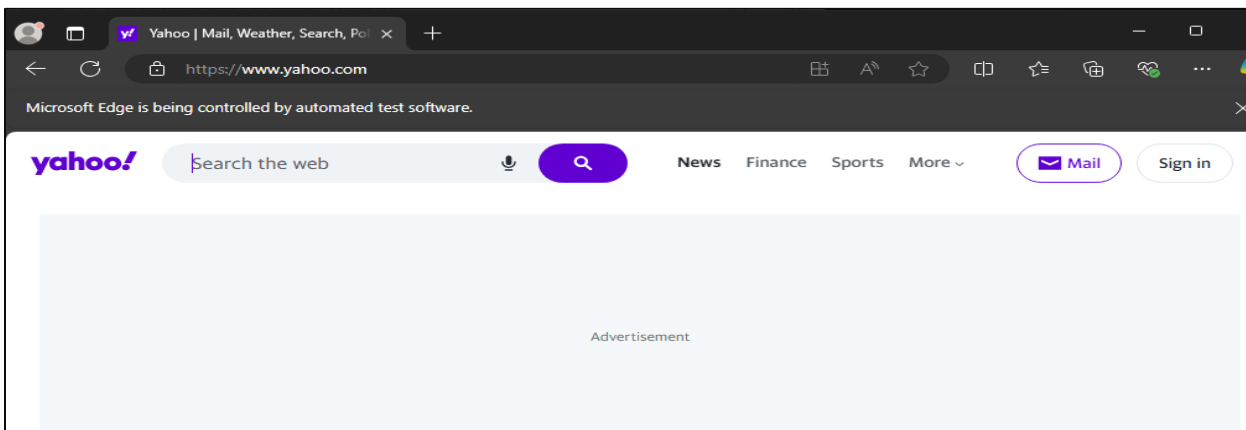 Yahoo | Mail, Weather, Search, Pol
https://www.yahoo.com
Microsoft Edge is being controlled by automated test software.
yahoo! Search the web News Finance Sports More Mail Sign in
Advertisement